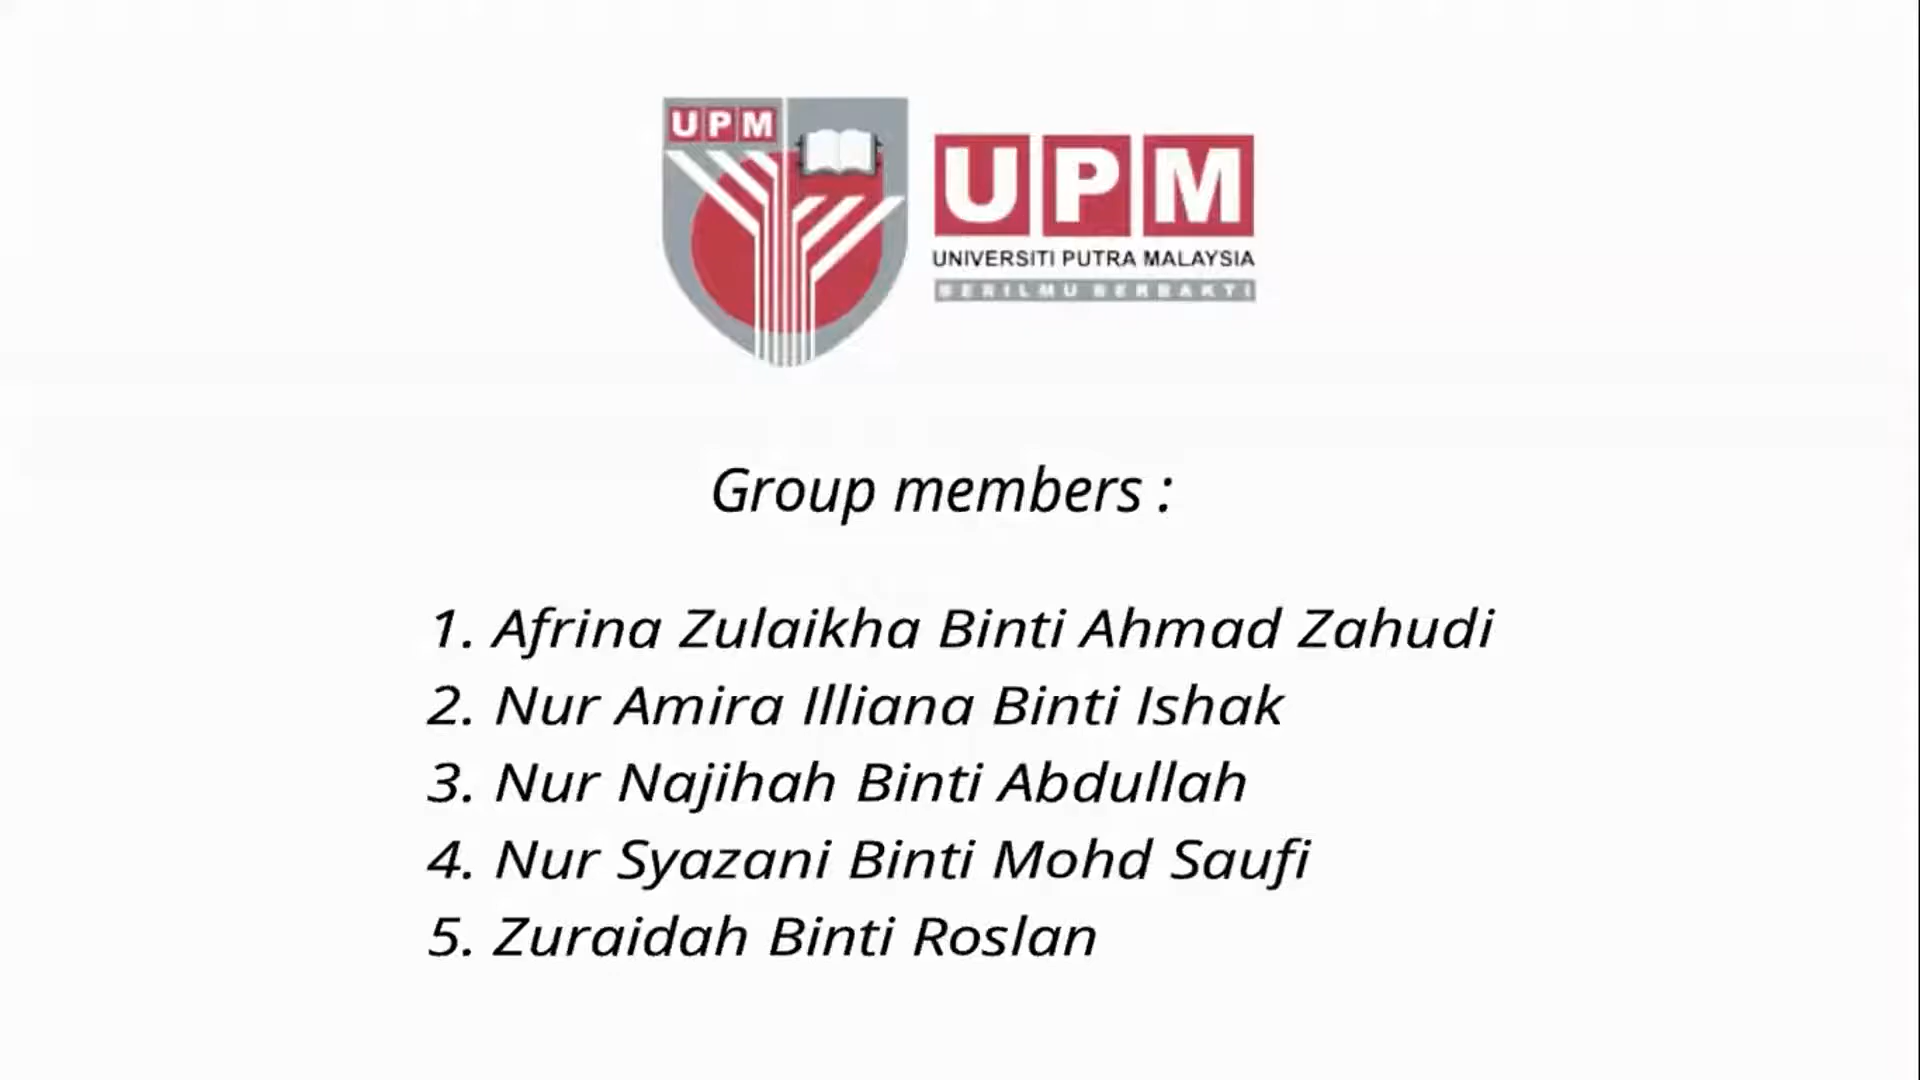 UPM
UPM
UNIVERSITI PUTRA MALAYSIA
BERILMU BERBAKTI
Group members :
1. Afrina Zulaikha Binti Ahmad Zahudi
2. Nur Amira Illiana Binti Ishak
3. Nur Najihah Binti Abdullah
4. Nur Syazani Binti Mohd Saufi
5. Zuraidah Binti Roslan